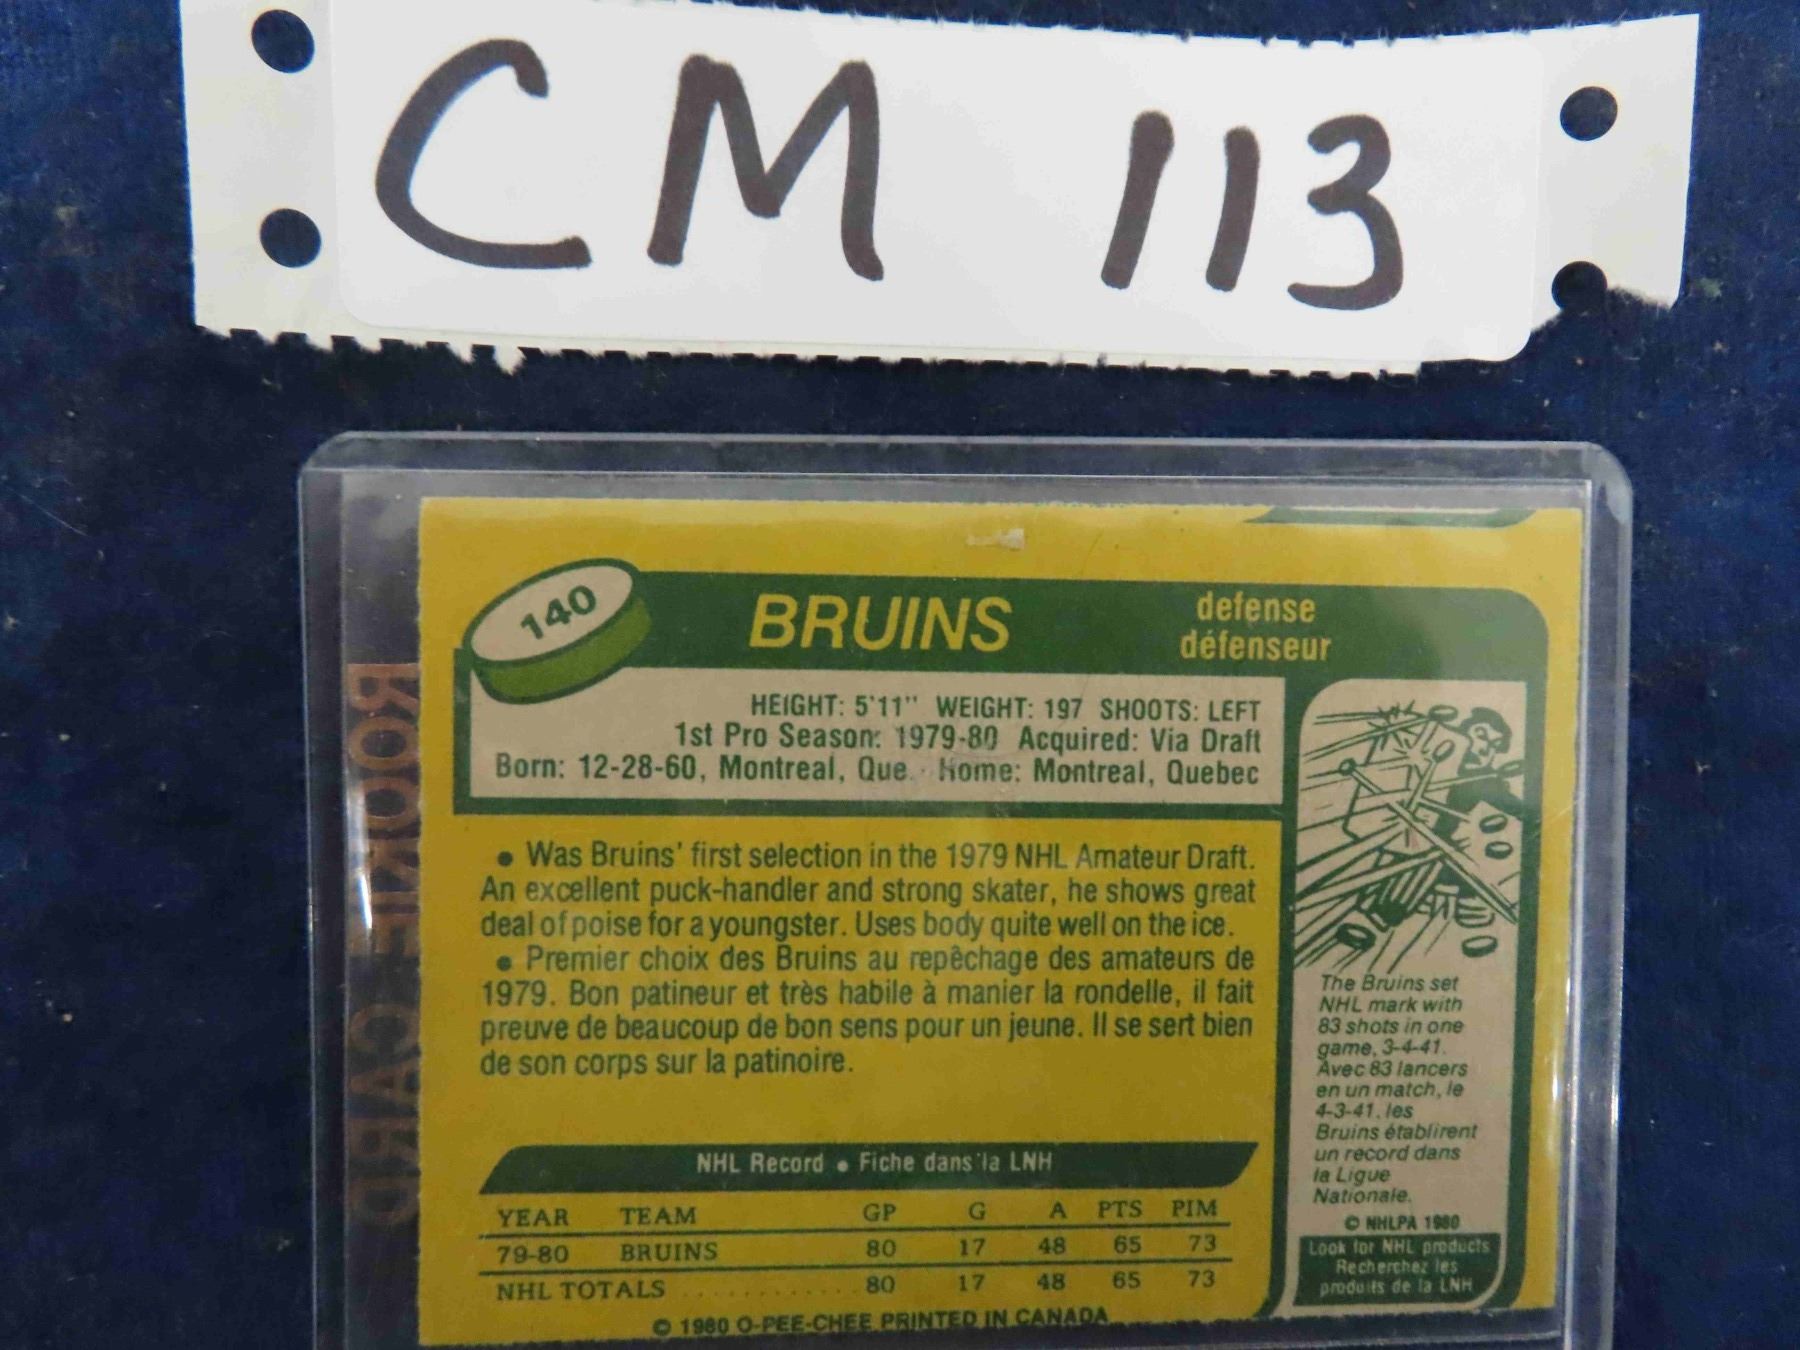 CM 113
140
BRUINS
defense
défenseur
HEIGHT: 5'11" WEIGHT: 197 SHOOTS: LEFT
1st Pro Season: 1979-80 Acquired: Via Draft
Born: 12-28-60, Montreal, Que. Home: Montreal, Quebec
• Was Bruins' first selection in the 1979 NHL Amateur Draft.
An excellent puck-handler and strong skater, he shows great
deal of poise for a youngster. Uses body quite well on the ice.
• Premier choix des Bruins au repêchage des amateurs de
1979. Bon patineur et très habile à manier la rondelle, il fait
preuve de beaucoup de bon sens pour un jeune. Il se sert bien
de son corps sur la patinoire.
The Bruins set
NHL mark with
83 shots in one
game, 3-4-41.
Avec 83 lancers
en un match, le
4-3-41, les
Bruins établirent
un record dans
la Ligue
Nationale.
© NHLPA 1980
Look for NHL products
Recherchez les
produits de la LNH
NHL Record • Fiche dans la LNH
YEAR TEAM GP G A PTS PIM
79-80 BRUINS 80 17 48 65 73
NHL TOTALS ............ 80 17 48 65 73
© 1980 O-PEE-CHEE PRINTED IN CANADA
ROOKIE CARD